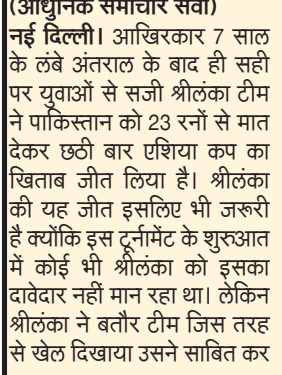 (आधुनिक समाचार सेवा)
नई दिल्ली। आखिरकार 7 साल
के लंबे अंतराल के बाद ही सही
पर युवाओं से सजी श्रीलंका टीम
ने पाकिस्तान को 23 रनों से मात
देकर छठी बार एशिया कप का
खिताब जीत लिया है। श्रीलंका
की यह जीत इसलिए भी जरूरी
है क्योंकि इस टूर्नामेंट के शुरुआत
में कोई भी श्रीलंका को इसका
दावेदार नहीं मान रहा था। लेकिन
श्रीलंका ने बतौर टीम जिस तरह
से खेल दिखाया उसने साबित कर